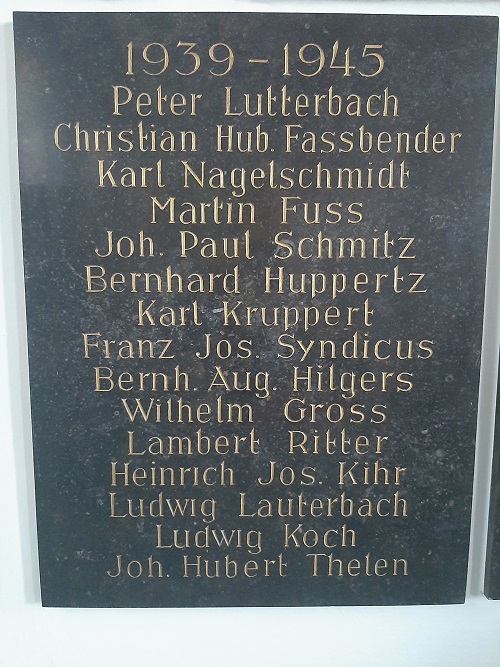 1939 – 1945
Peter Lutterbach
Christian Hub. Fassbender
Karl Nagelschmidt
Martin Fuss
Joh. Paul Schmitz
Bernhard Huppertz
Karl Kruppert
Franz Jos. Syndicus
Bernh. Aug. Hilgers
Wilhelm Gross
Lambert Ritter
Heinrich Jos. Kihr
Ludwig Lauterbach
Ludwig Koch
Joh. Hubert Thelen